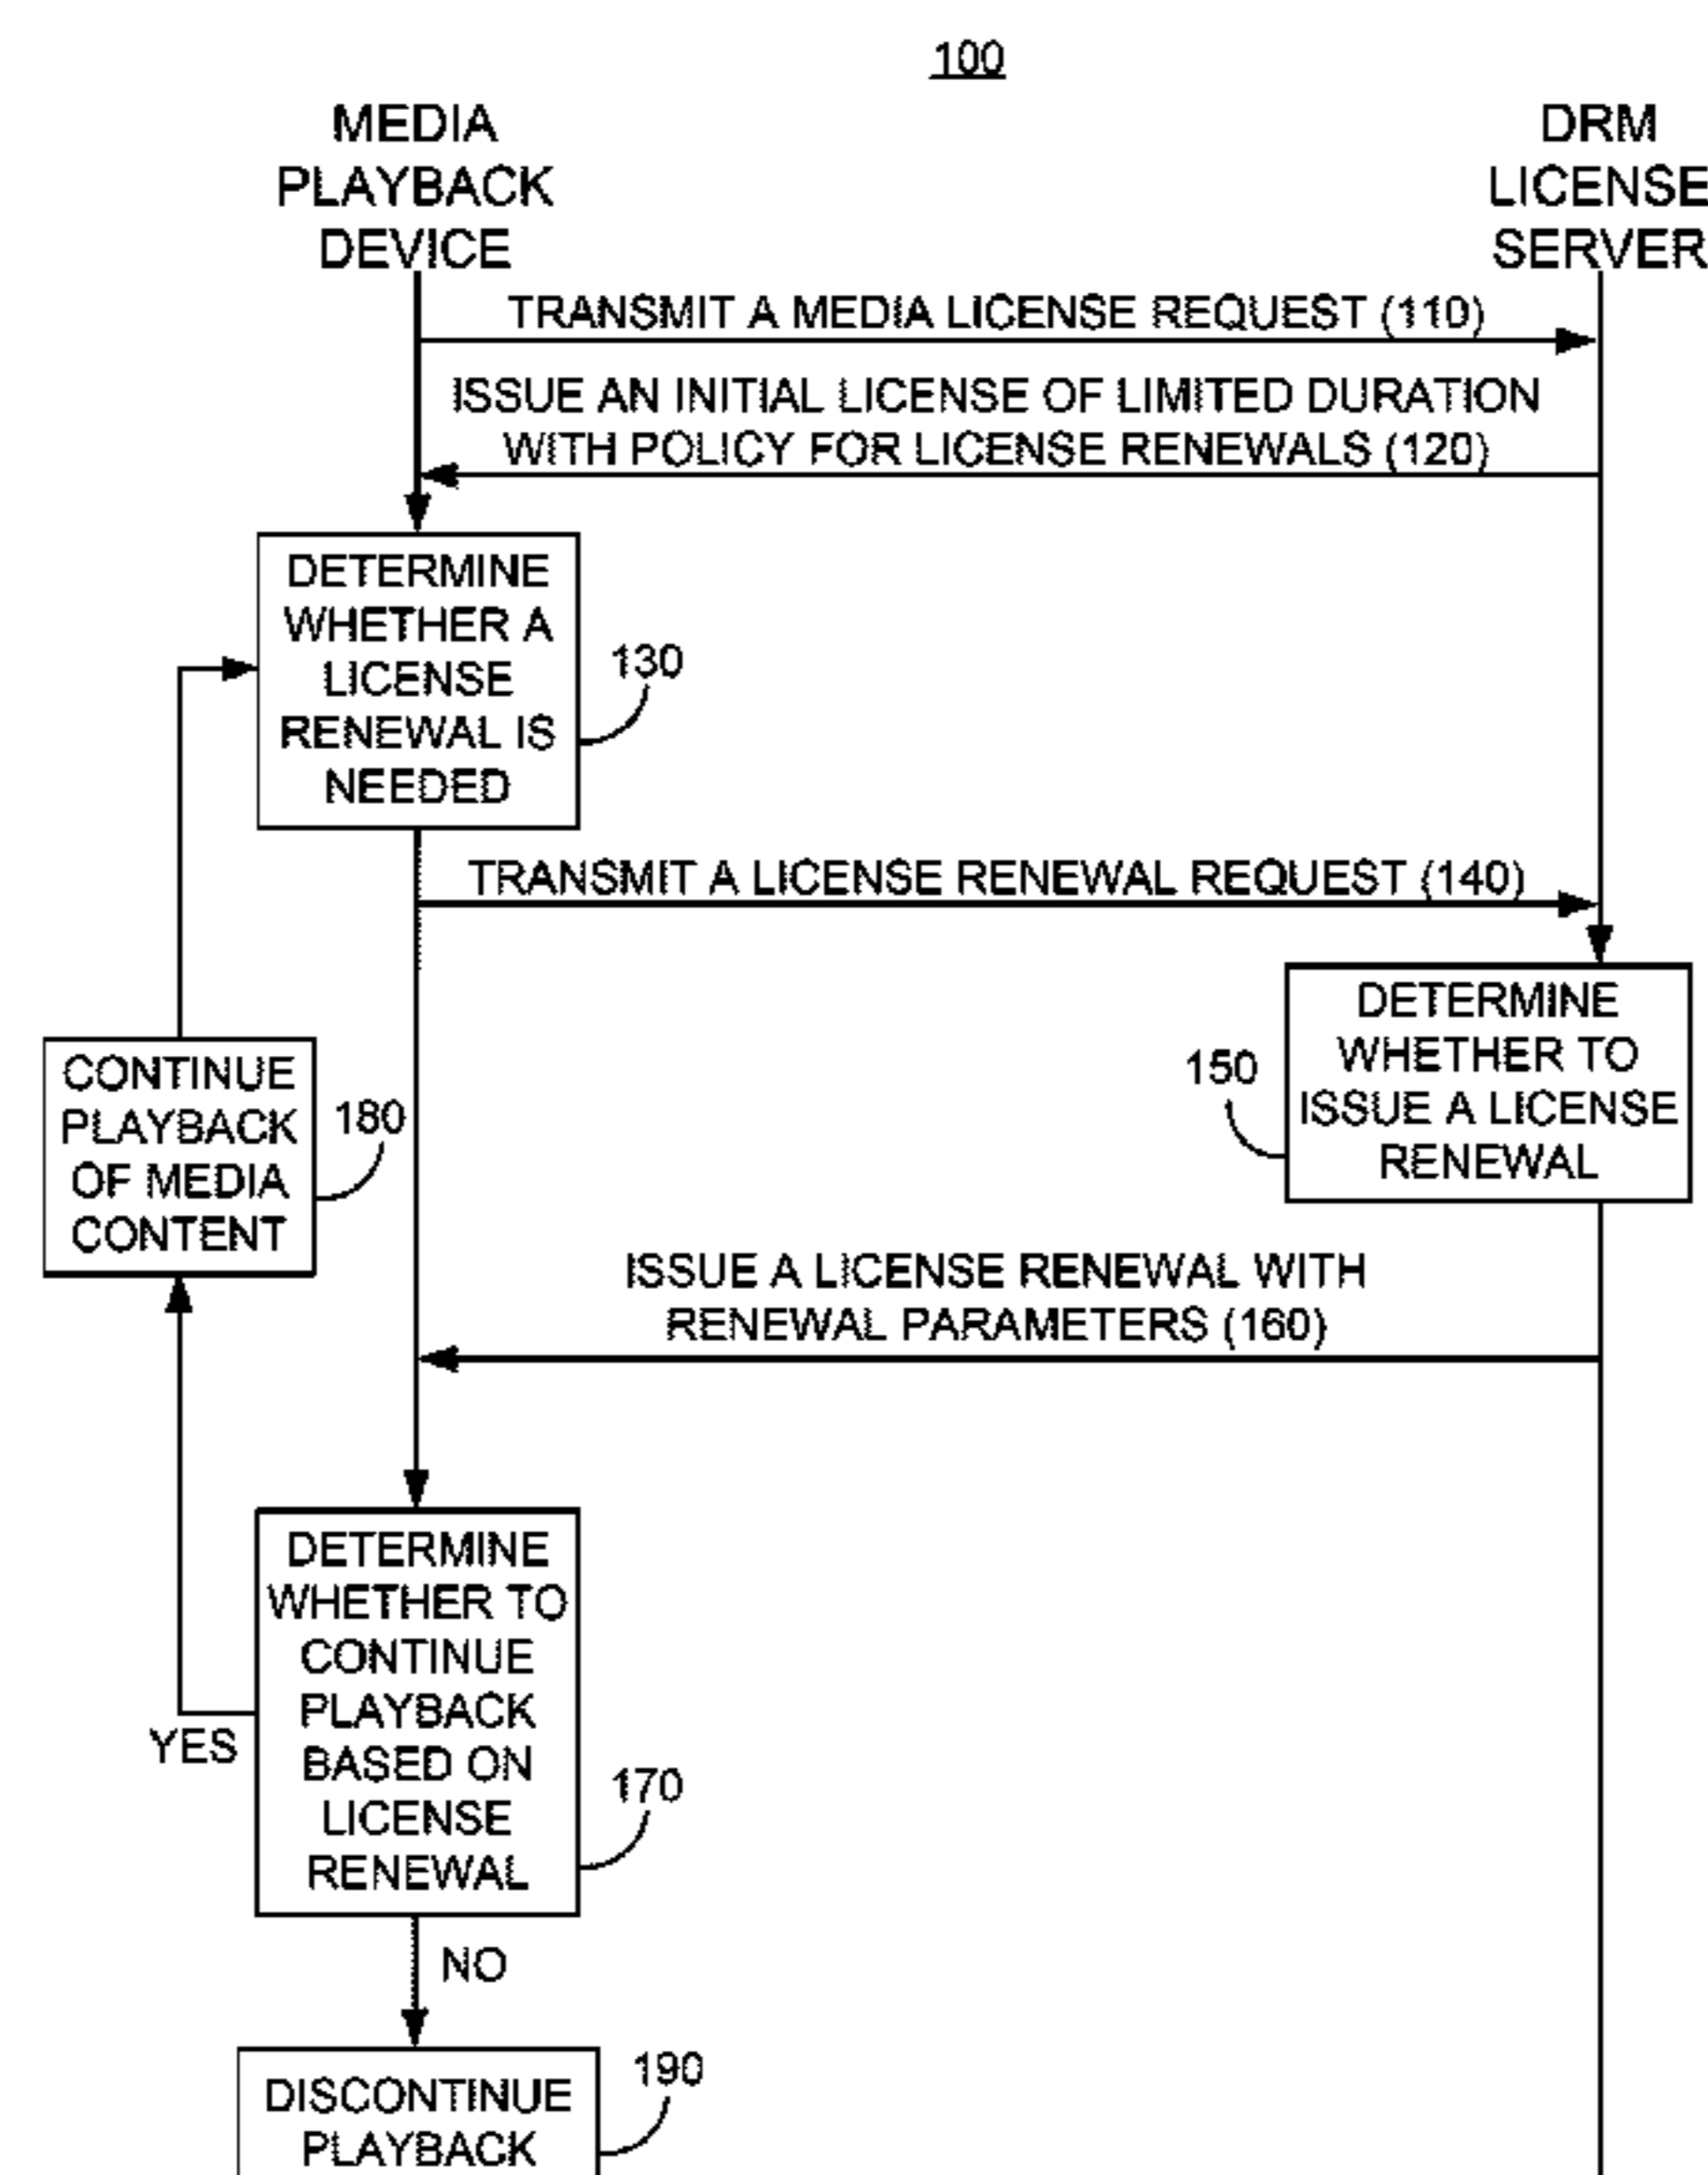 100
MEDIA
PLAYBACK
DEVICE
DRM
LICENSE
SERVER
TRANSMIT A MEDIA LICENSE REQUEST (110)
ISSUE AN INITIAL LICENSE OF LIMITED DURATION
WITH POLICY FOR LICENSE RENEWALS (120)
DETERMINE
WHETHER A
LICENSE
RENEWAL IS
NEEDED
130
TRANSMIT A LICENSE RENEWAL REQUEST (140)
DETERMINE
WHETHER TO
ISSUE A LICENSE
RENEWAL
150
CONTINUE
PLAYBACK
OF MEDIA
CONTENT
180
ISSUE A LICENSE RENEWAL WITH
RENEWAL PARAMETERS (160)
DETERMINE
WHETHER TO
CONTINUE
PLAYBACK
BASED ON
LICENSE
RENEWAL
170
YES
NO
DISCONTINUE
PLAYBACK
190